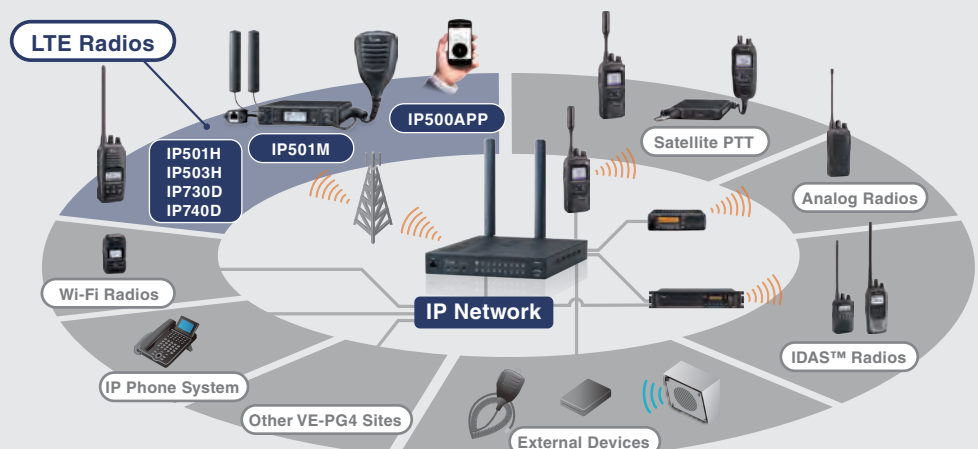 LTE Radios
IP500APP
IP501M
IP501H
IP503H
IP730D
IP740D
Satellite PTT
Analog Radios
Wi-Fi Radios
IP Network
IDAS™ Radios
IP Phone System
Other VE-PG4 Sites
External Devices